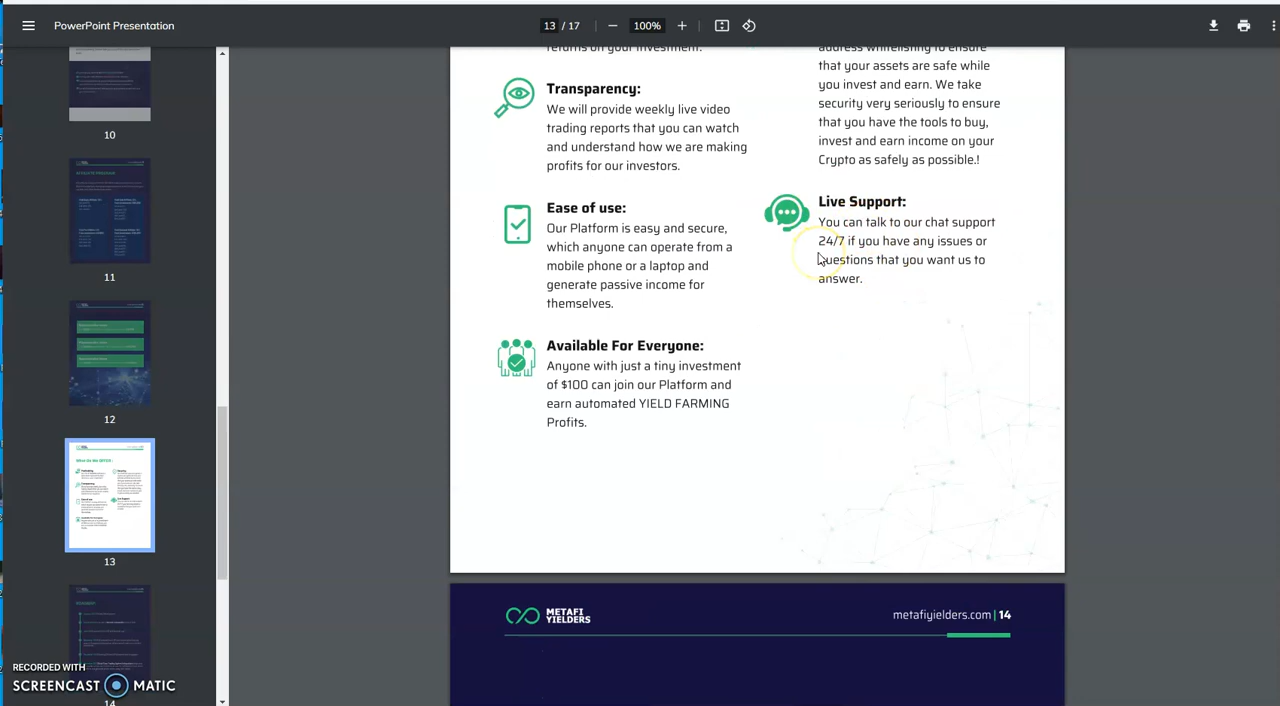 PowerPoint Presentation
13 / 17
100%
10
11
12
13
14
returns on your investment.
Transparency:
We will provide weekly live video
trading reports that you can watch
and understand how we are making
profits for our investors.
Ease of use:
Our Platform is easy and secure,
which anyone can operate from a
mobile phone or a laptop and
generate passive income for
themselves.
Available For Everyone:
Anyone with just a tiny investment
of $100 can join our Platform and
earn automated YIELD FARMING
Profits.
address whitelisting to ensure
that your assets are safe while
you invest and earn. We take
security very seriously to ensure
that you have the tools to buy,
invest and earn income on your
Crypto as safely as possible.!
Live Support:
You can talk to our chat support
24/7 if you have any issues or
questions that you want us to
answer.
METAFI
YIELDERS
metafiyielders.com | 14
RECORDED WITH
SCREENCAST MATIC